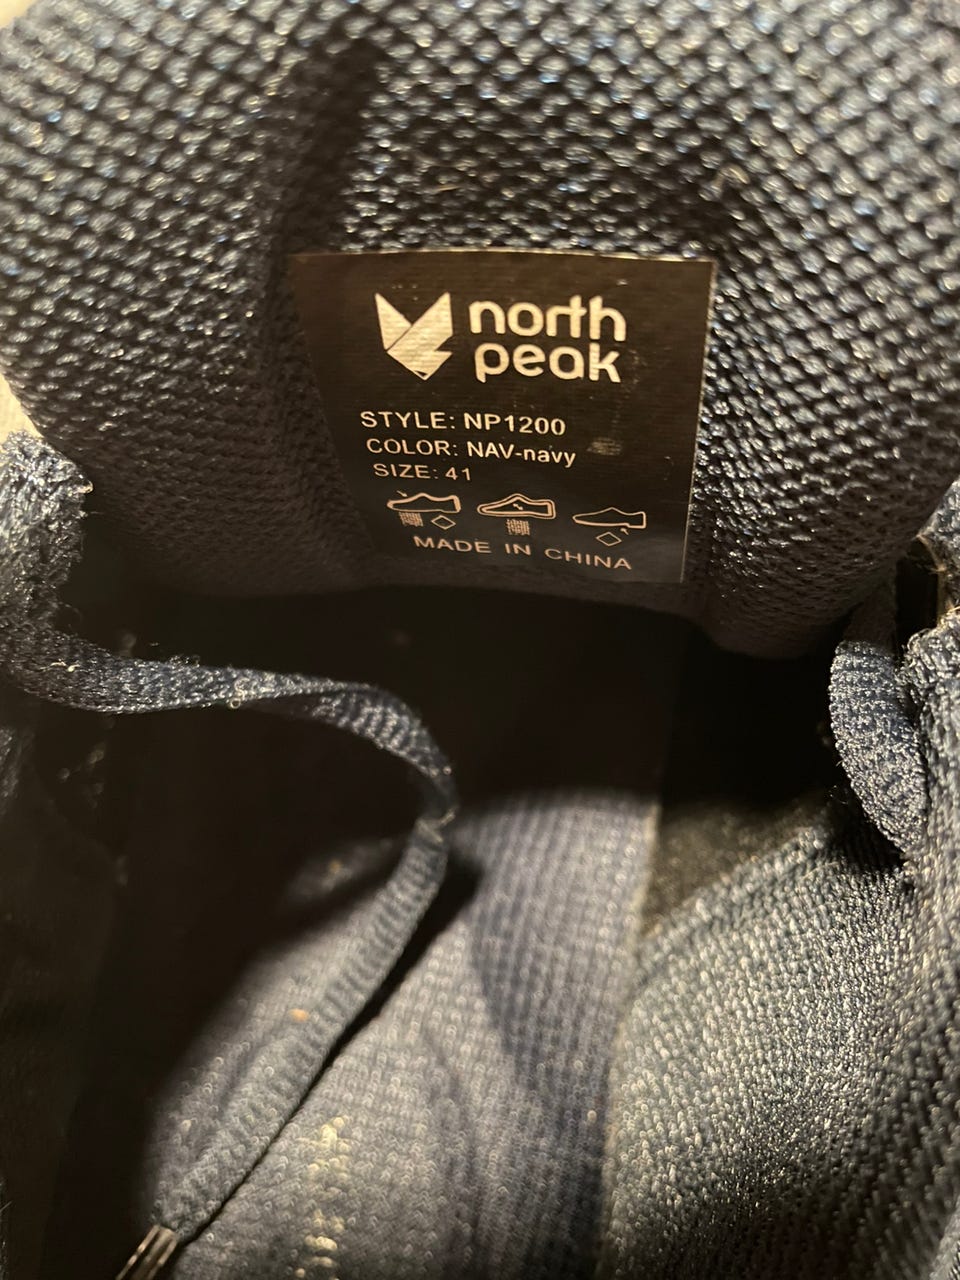 north
peak
STYLE: NP1200
COLOR: NAV-navy
SIZE: 41
MADE IN CHINA